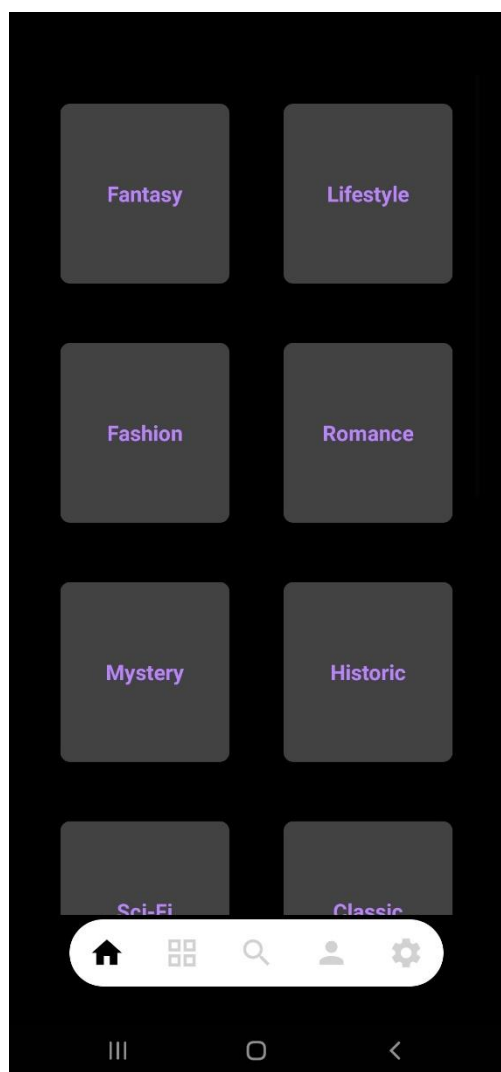 Fantasy
Lifestyle
Fashion
Romance
Mystery
Historic
Sci-Fi
Classic